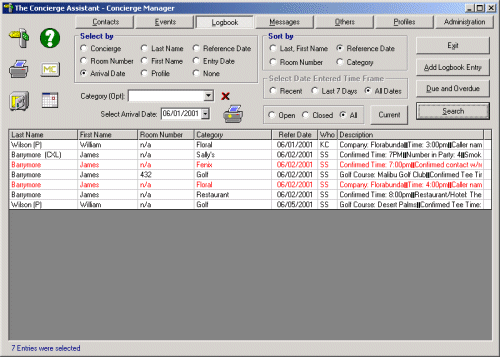 The Concierge Assistant - Concierge Manager
Contacts Events Logbook Messages Others Profiles Administration
Select by
Concierge Last Name Reference Date
Room Number First Name Entry Date
Arrival Date Profile None
Category (Opt):
Select Arrival Date: 06/01/2001
Sort by
Last, First Name Reference Date
Room Number Category
Select Date Entered Time Frame
Recent Last 7 Days All Dates
Open Closed All Current
Exit
Add Logbook Entry
Due and Overdue
Search
MC
Last Name First Name Room Number Category Refer Date Who Description
Wilson (P) William n/a Floral 06/01/2001 KC Company: Florabunda||Time: 3:00pm||Caller nam
Barrymore (CXL) James n/a Sally's 06/02/2001 SS Confirmed Time: 7PM||Number in Party: 4||Smok
Barrymore James n/a Fenix 06/02/2001 SS Confirmed Time: 7:00pm||Confirmed contact w/n
Barrymore James 432 Golf 06/02/2001 SS Golf Course: Malibu Golf Club||Confirmed Tee Ti
Barrymore James n/a Floral 06/02/2001 SS Company: Florabunda||Time: 4:00pm||Caller nam
Barrymore James n/a Restaurant 06/02/2001 SS Confirmed Time: 8:00pm||Restaurant/Hotel: The
Wilson (P) William n/a Golf 06/05/2001 SS Golf Course: Desert Palms||Confirmed Tee Time:
7 Entries were selected